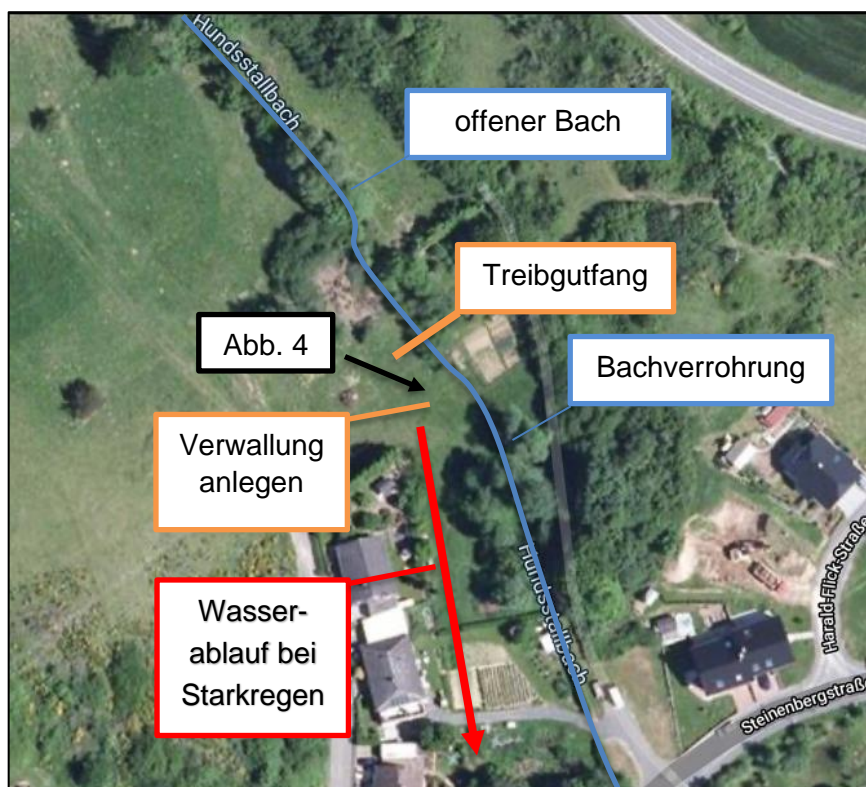 Hundsstallbach
offener Bach
Treibgutfang
Abb. 4
Bachverrohrung
Verwallung
anlegen
Hundsstallbach
Harald-Flick-Straße
Wasser-
ablauf bei
Starkregen
Steinenbergstraße